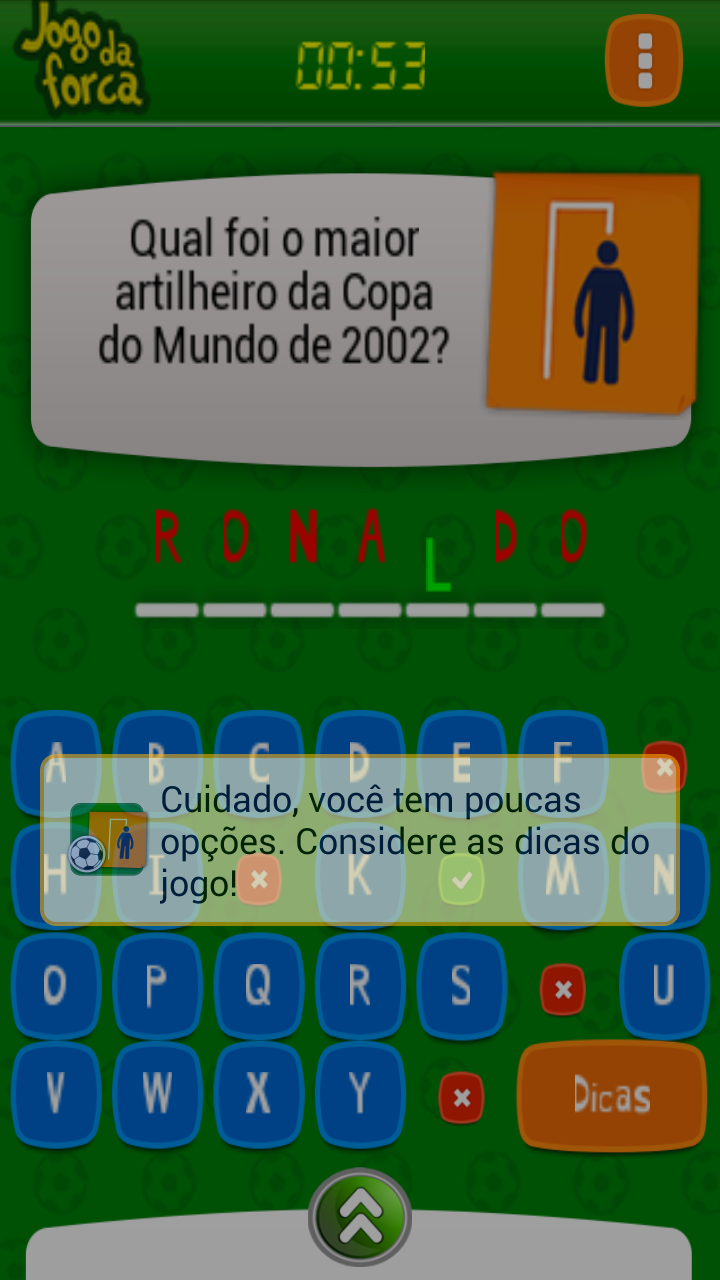 Jogo da forca
00:53
Qual foi o maior
artilheiro da Copa
do Mundo de 2002?
R O N A L D O
A B C D E F
Cuidado, você tem poucas
opções. Considere as dicas do
jogo!
H I K M N
O P Q R S U
V W X Y Dicas